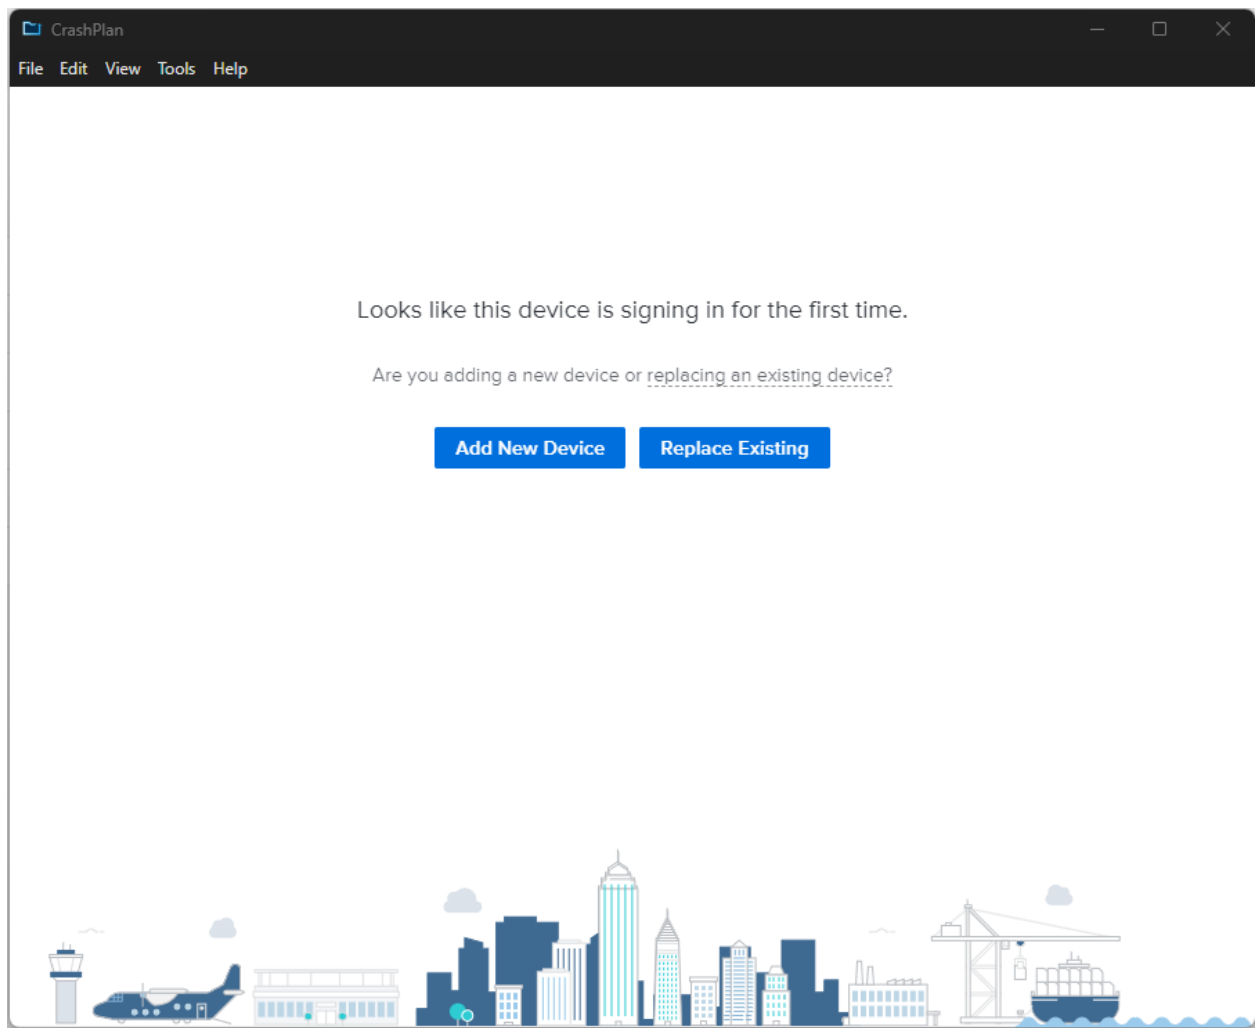 CrashPlan
File Edit View Tools Help
Looks like this device is signing in for the first time.
Are you adding a new device or replacing an existing device?
Add New Device Replace Existing